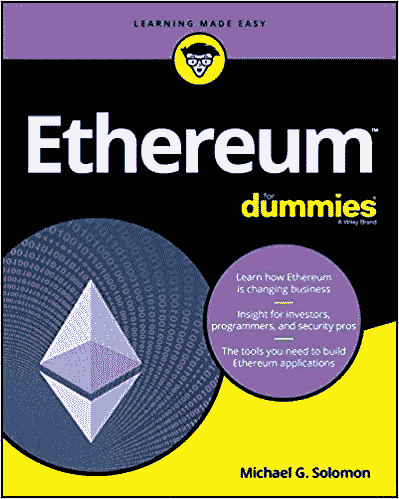 LEARNING MADE EASY
Ethereum™
for
dummies®
A Wiley Brand
Learn how Ethereum
is changing business
Insight for investors,
programmers, and security pros
The tools you need to build
Ethereum applications
Michael G. Solomon